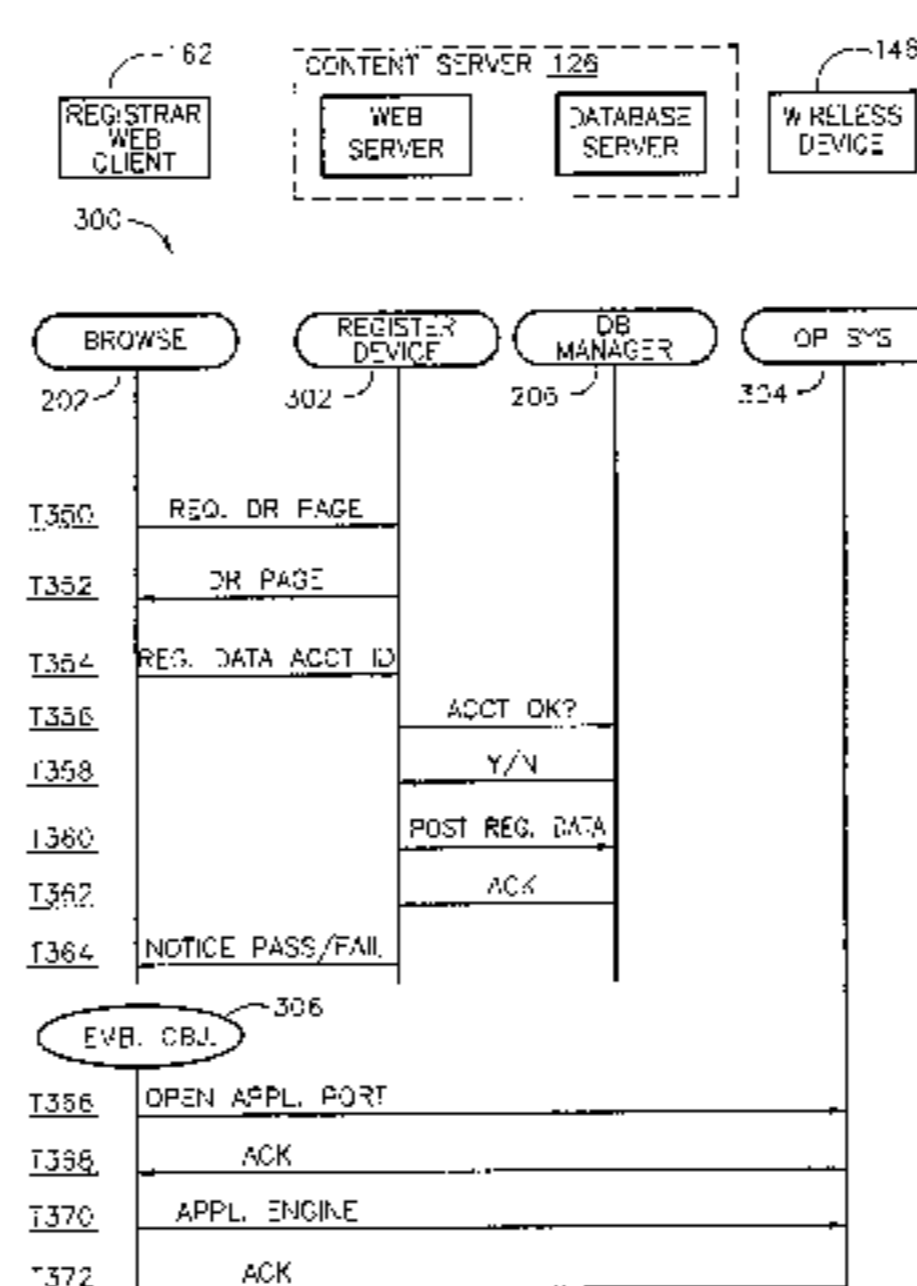 62
CONTENT SERVER 126
148
REGISTRAR
WEB
CLIENT
WEB
SERVER
DATABASE
SERVER
WIRELESS
DEVICE
300
BROWSE
REGISTER
DEVICE
DB
MANAGER
OP SYS
202
302
206
304
T350 REQ. DR PAGE
T352 DR PAGE
T354 REG. DATA ACCT ID
T356 ACCT OK?
T358 Y/N
T360 POST REG. DATA
T362 ACK
T364 NOTICE PASS/FAIL
306
EMB. OBJ.
T366 OPEN APPL. PORT
T368 ACK
T370 APPL. ENGINE
T372 ACK